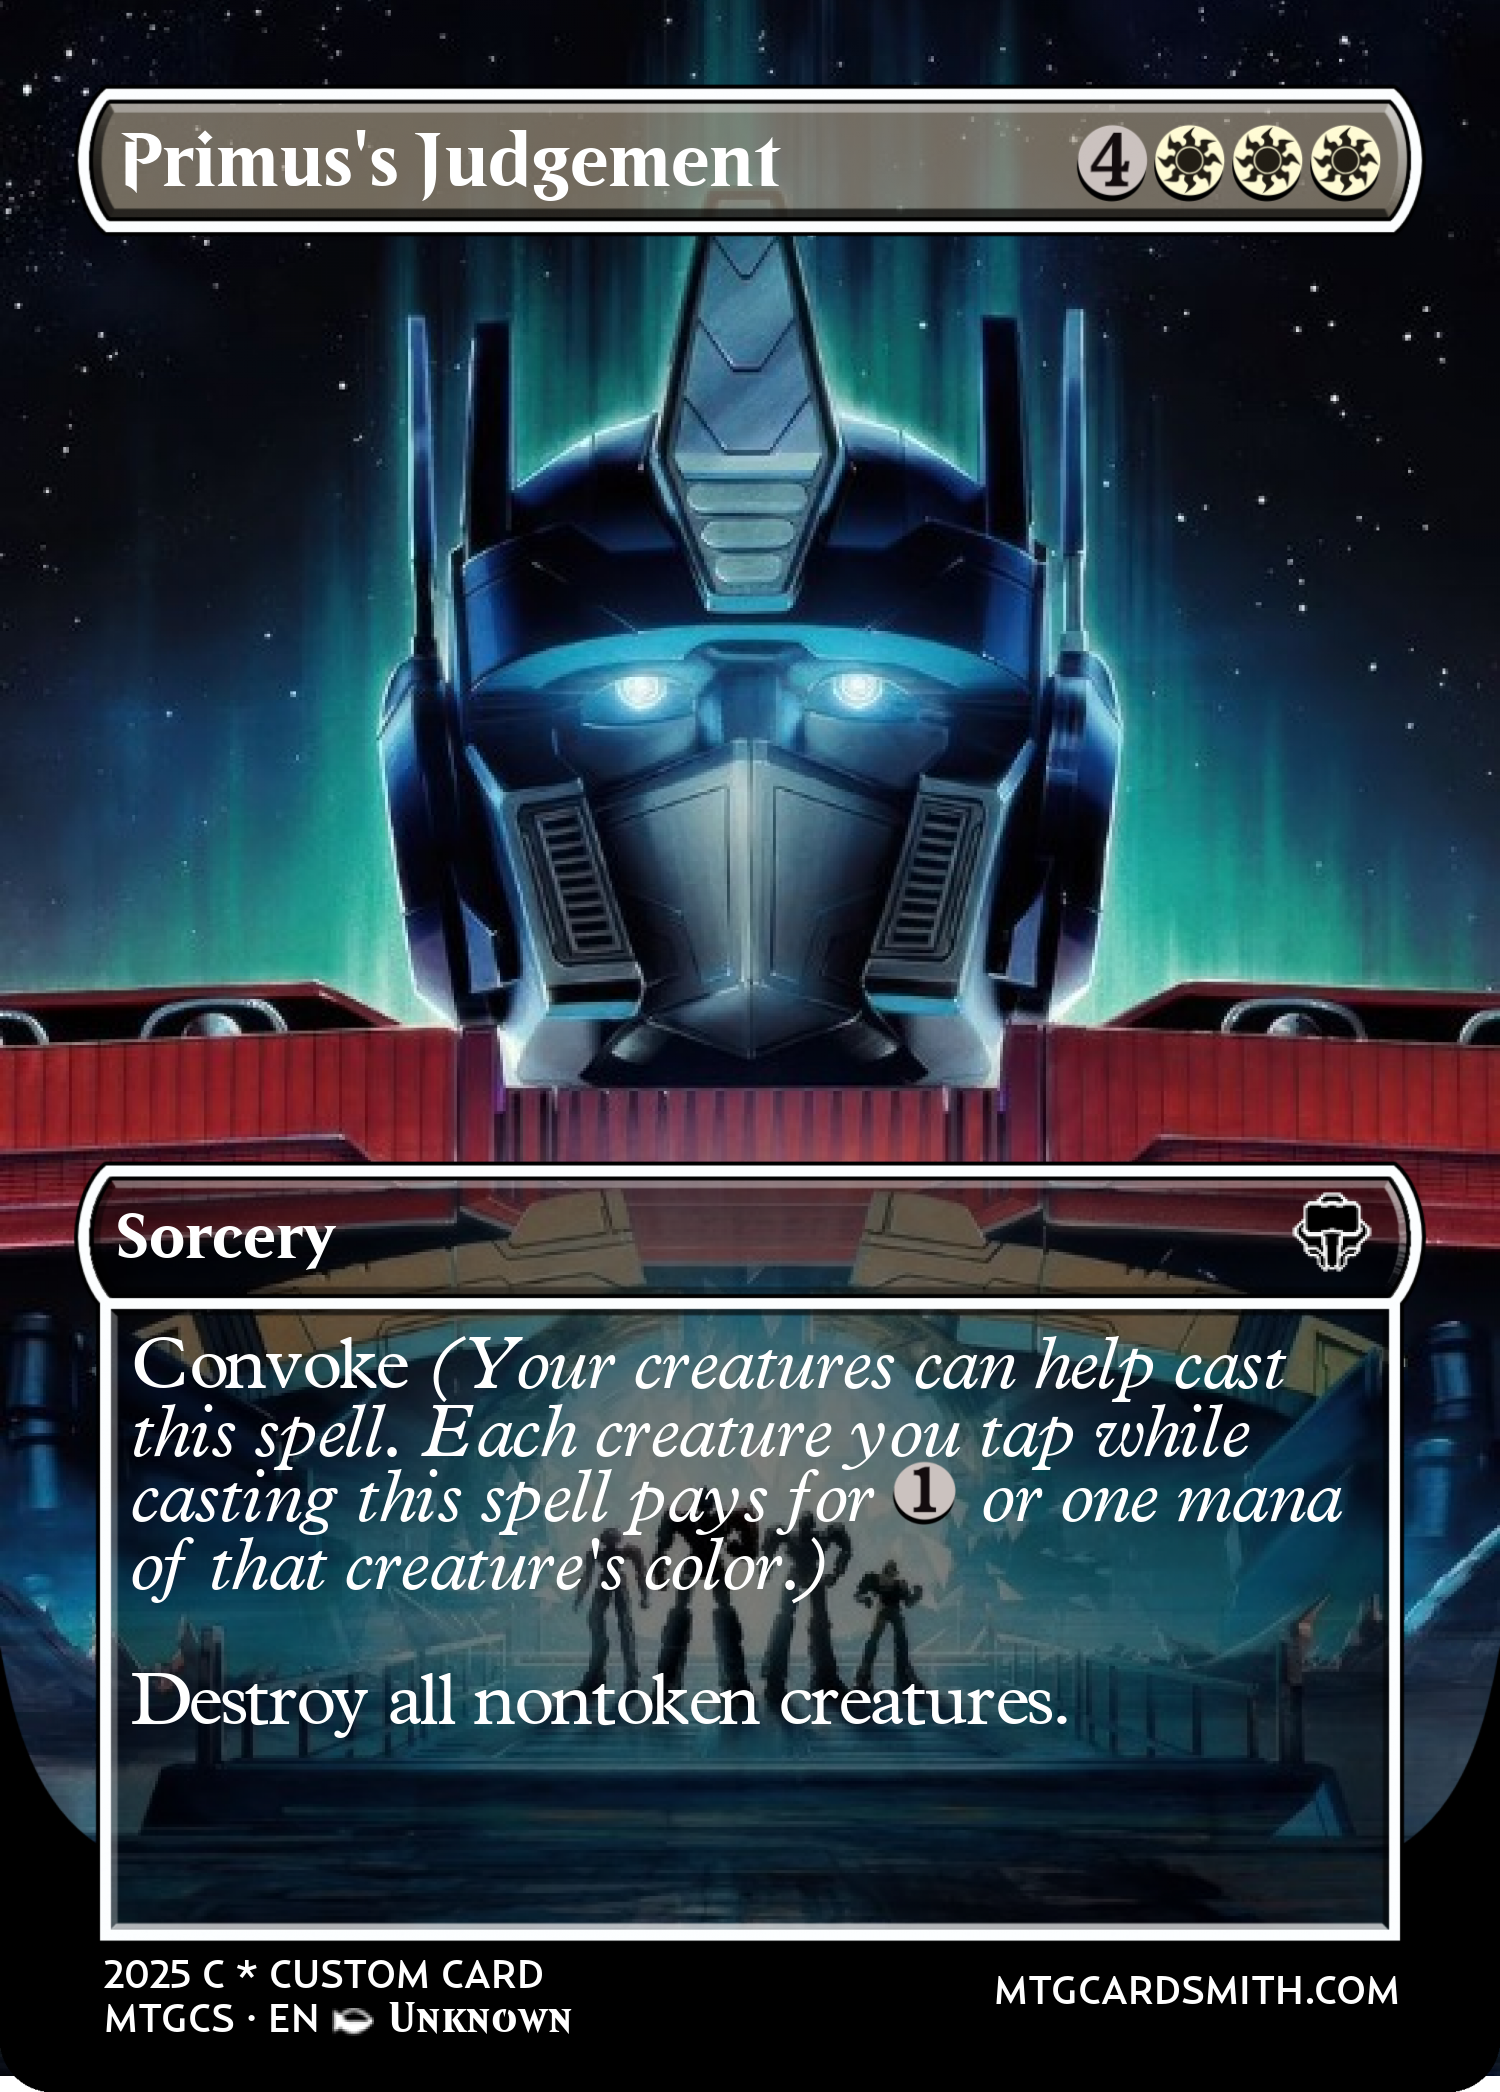 Primus's Judgement 4
Sorcery
Convoke (Your creatures can help cast
this spell. Each creature you tap while
casting this spell pays for 1 or one mana
of that creature's color.)
Destroy all nontoken creatures.
2025 C * CUSTOM CARD
MTGCS · EN UNKNOWN
MTGCARDSMITH.COM